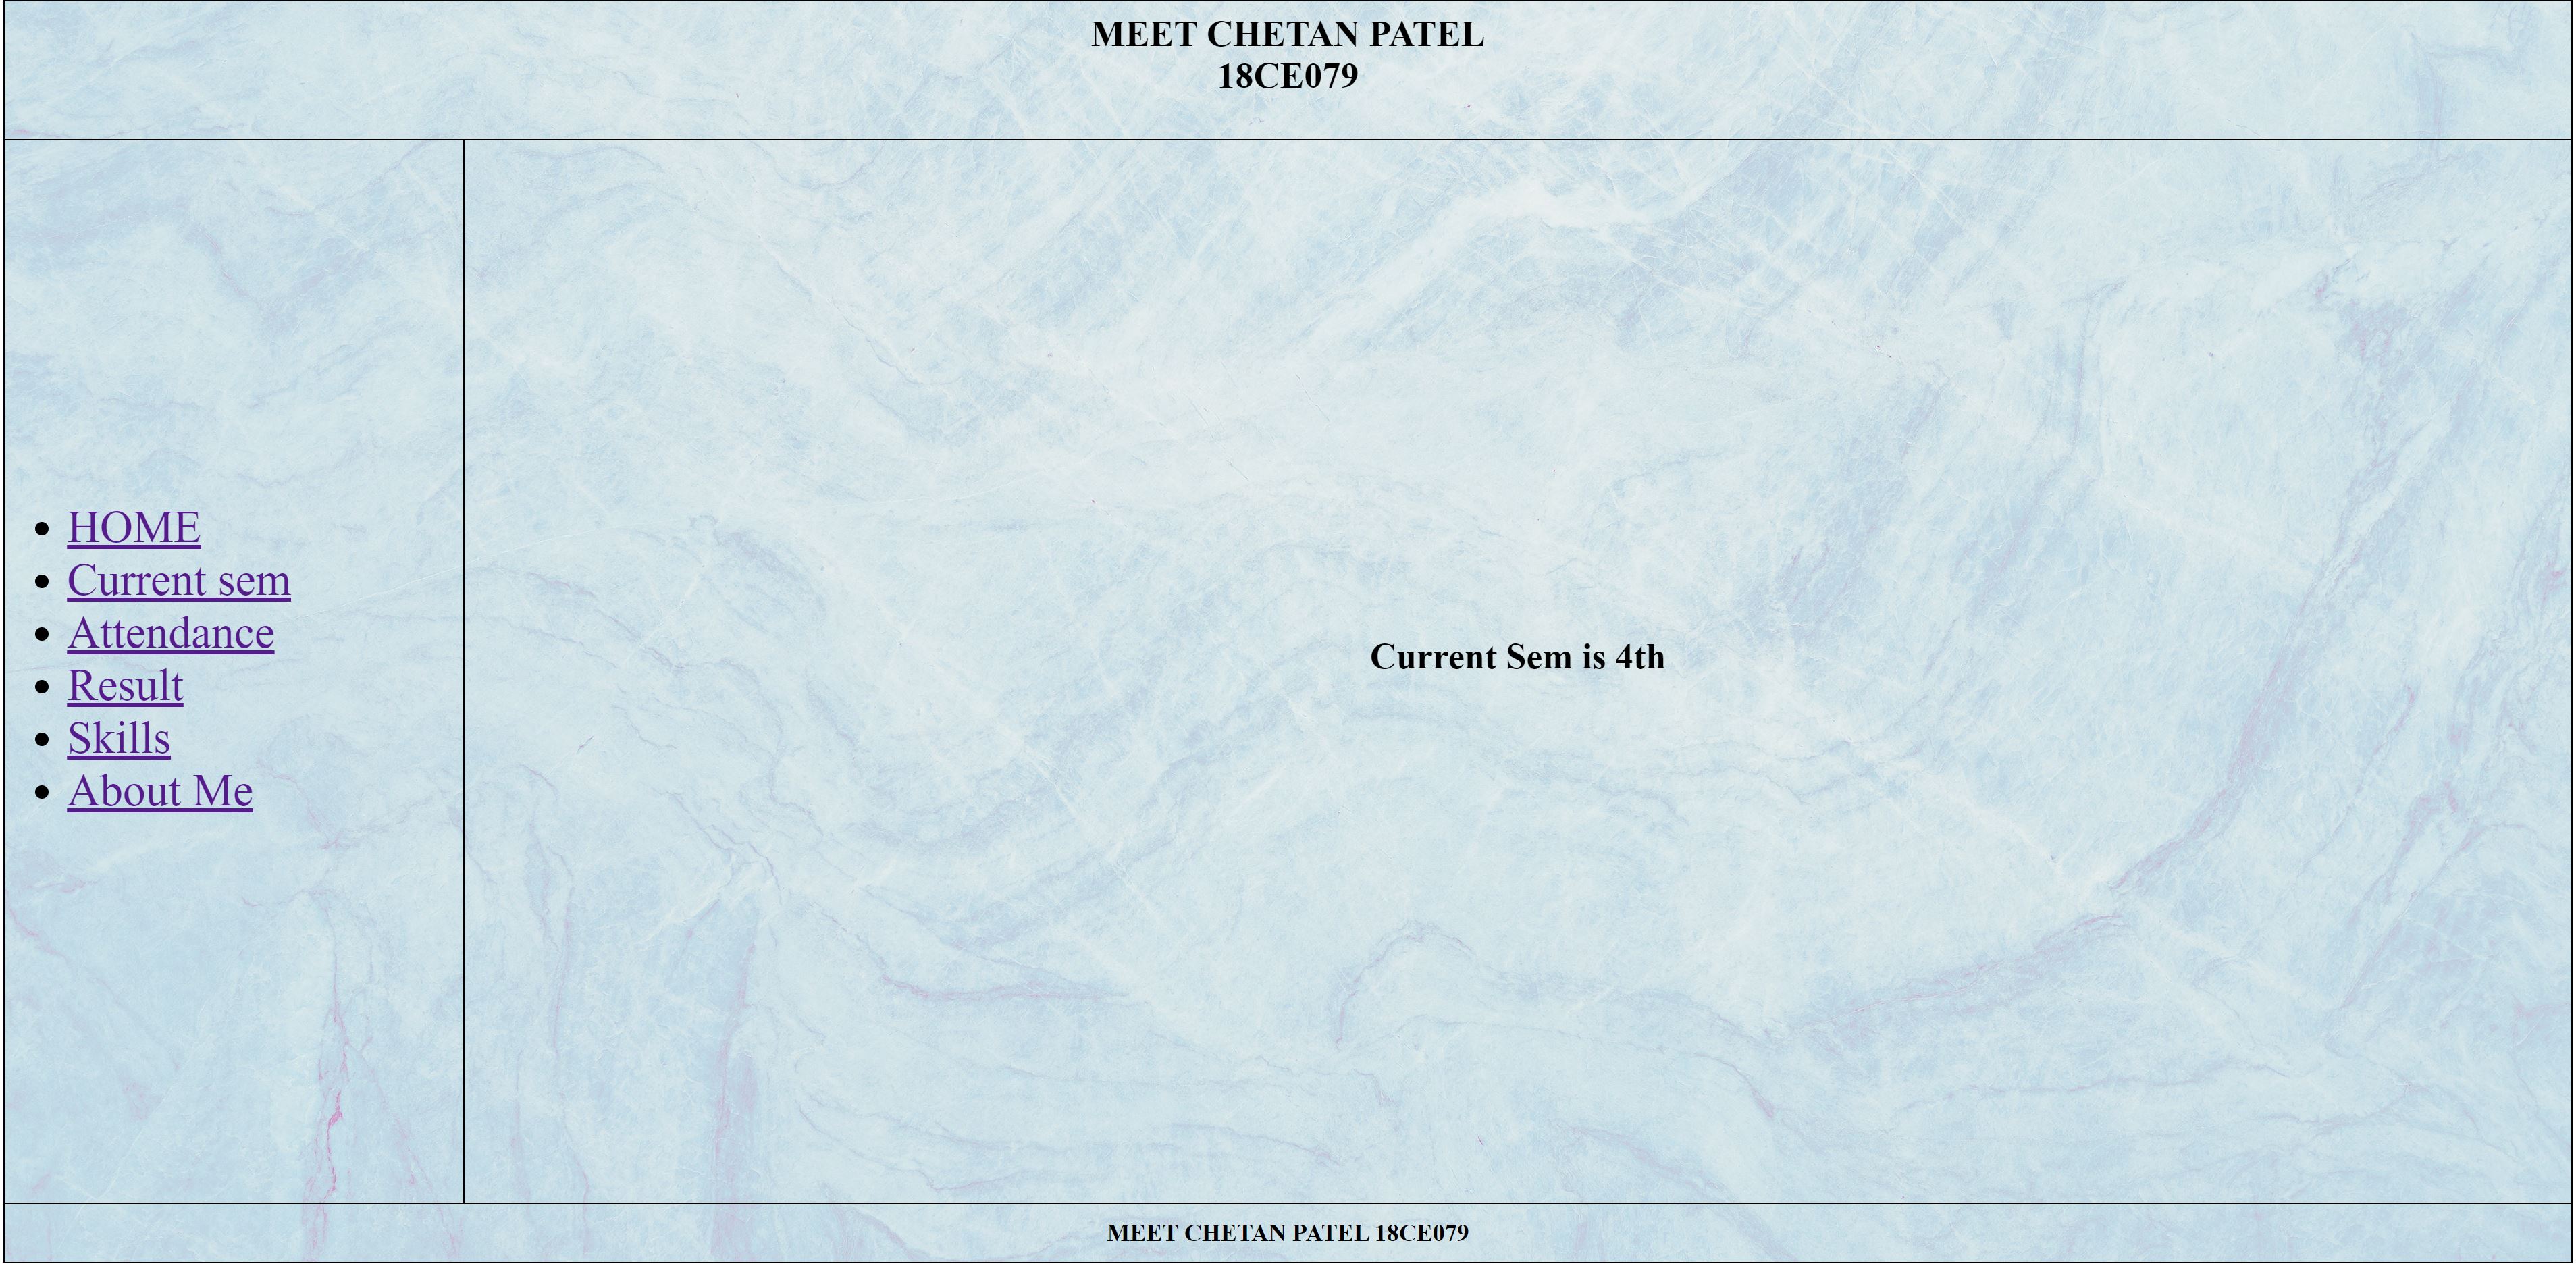 MEET CHETAN PATEL
18CE079
HOME
Current sem
Attendance
Result
Skills
About Me
Current Sem is 4th
MEET CHETAN PATEL 18CE079